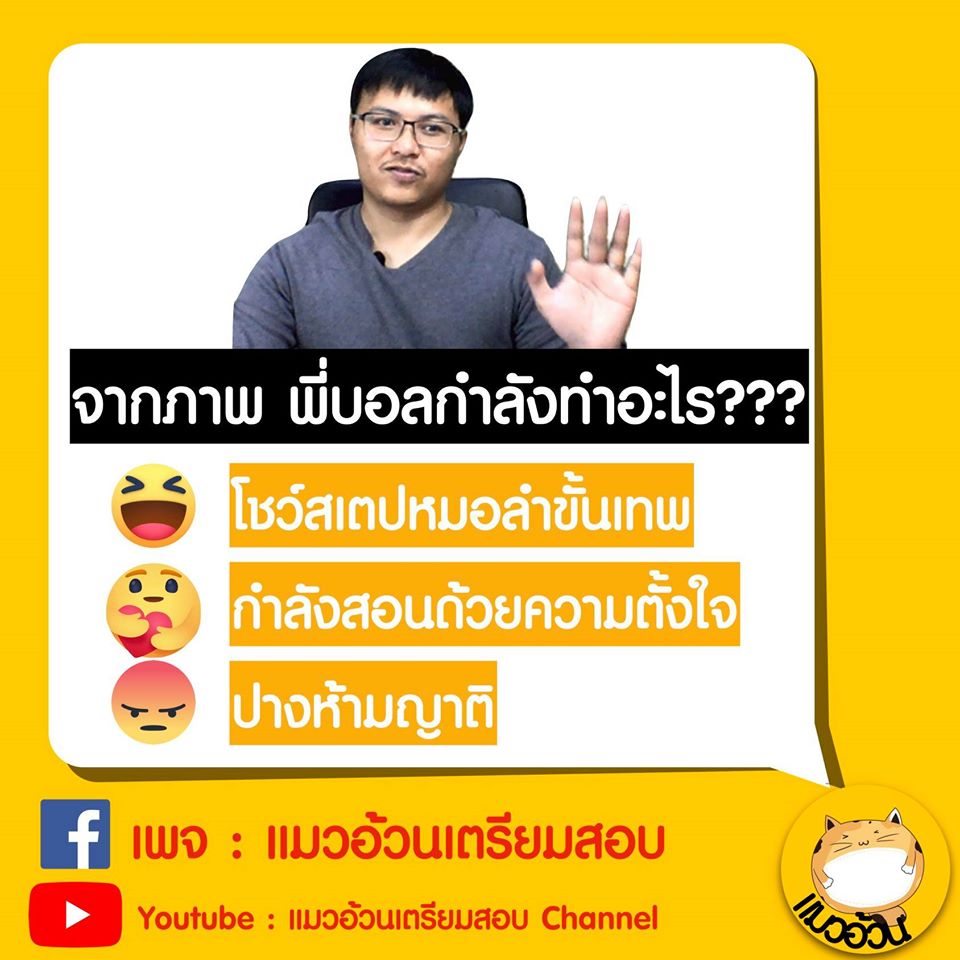 จากภาพ พี่บอลกำลังทำอะไร???
โชว์สเตปหมอลำขั้นเทพ
กำลังสอนด้วยความตั้งใจ
ปางห้ามญาติ
เพจ : แมวอ้วนเตรียมสอบ
Youtube : แมวอ้วนเตรียมสอบ Channel
แมวอ้วน